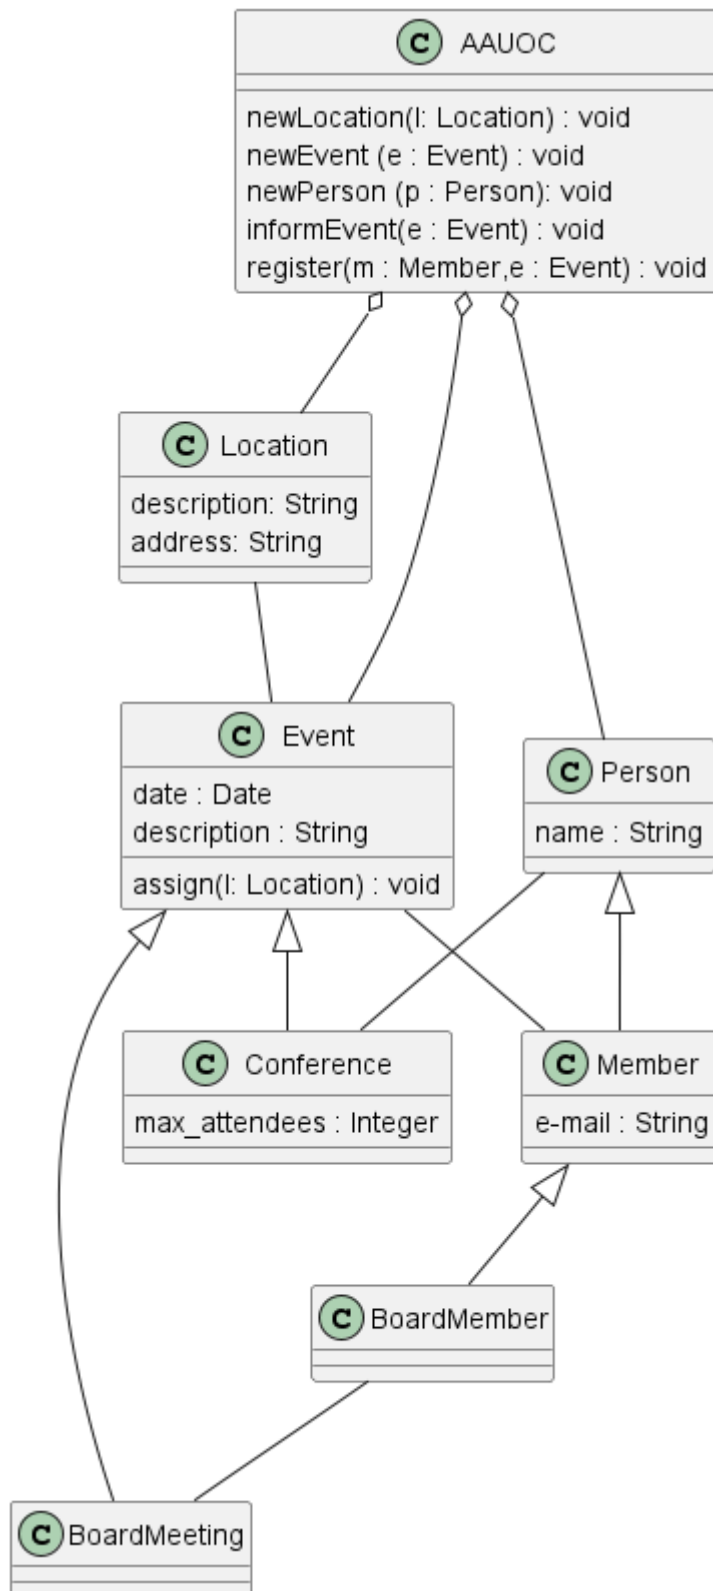 C AAUOC
newLocation(l: Location) : void
newEvent (e : Event) : void
newPerson (p : Person): void
informEvent(e : Event) : void
register(m : Member,e : Event) : void
C Location
description: String
address: String
C Event
date : Date
description : String
assign(l: Location) : void
C Person
name : String
C Conference
max_attendees : Integer
C Member
e-mail : String
C BoardMember
C BoardMeeting